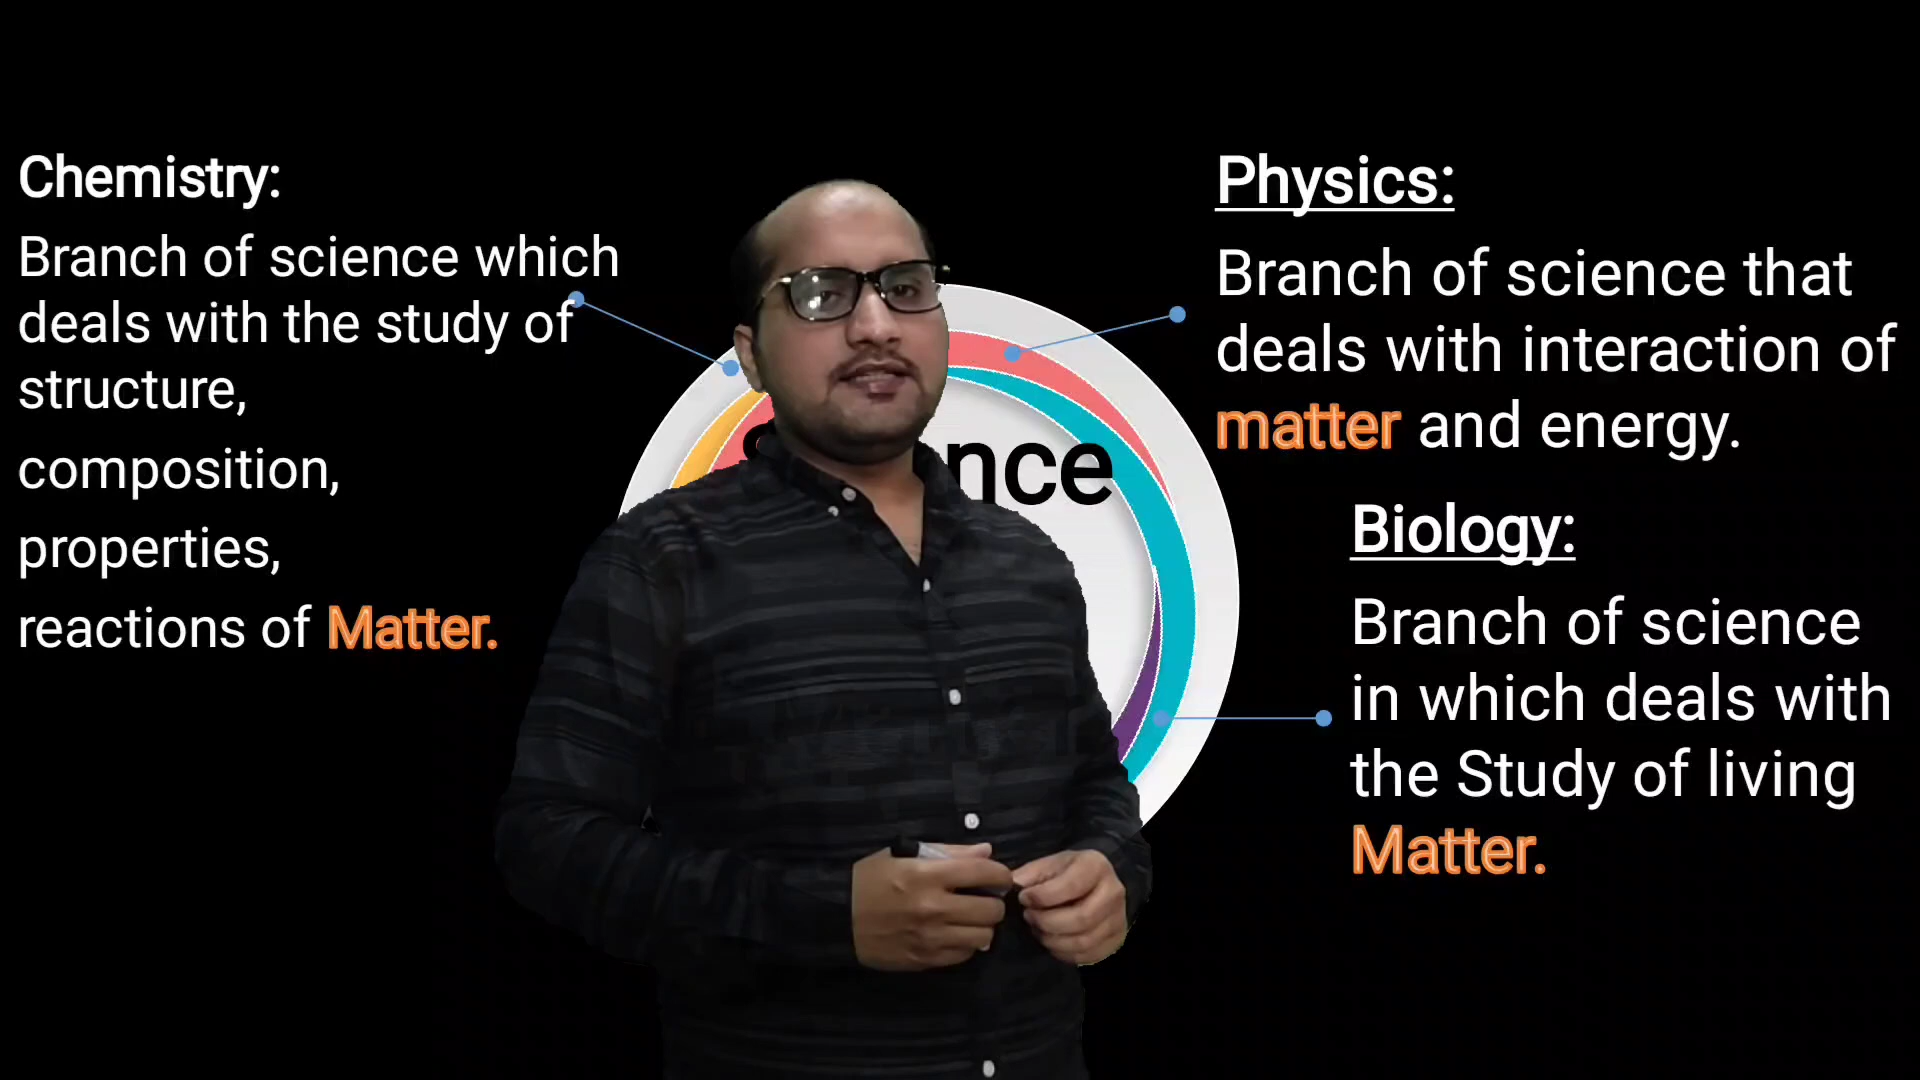 Chemistry:
Branch of science which
deals with the study of
structure,
composition,
properties,
reactions of Matter.
Physics:
Branch of science that
deals with interaction of
matter and energy.
Biology:
Branch of science
in which deals with
the Study of living
Matter.